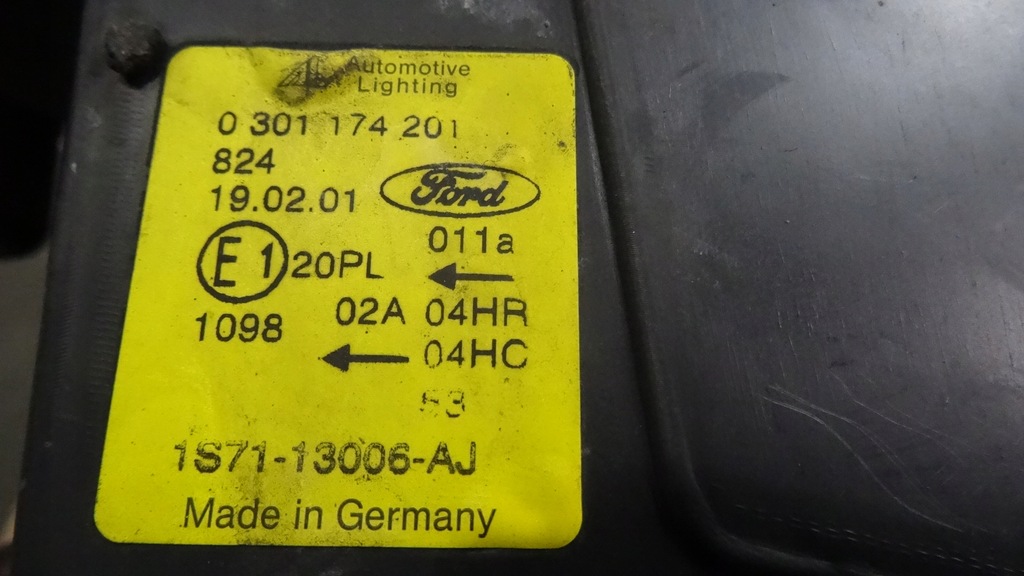 Automotive
Lighting
0 301 174 201
824
19.02.01 Ford
011a
E1 20PL ←
02A 04HR
1098
← 04HC
53
1S71-13006-AJ
Made in Germany